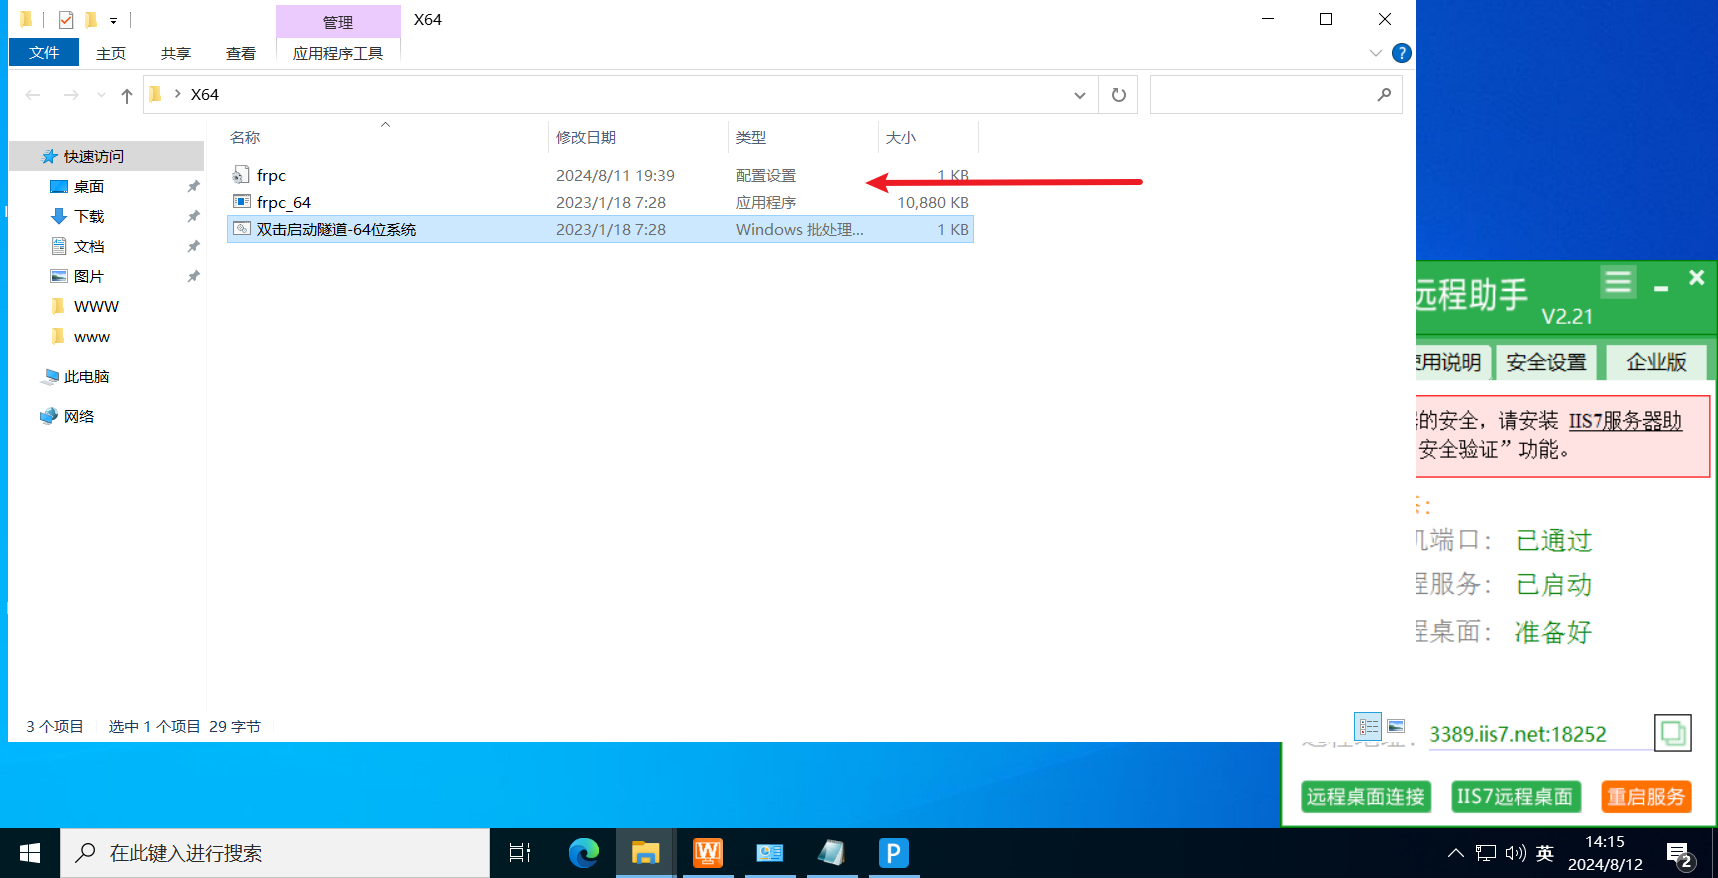 管理
X64
文件
主页
共享
查看
应用程序工具
X64
名称
修改日期
类型
大小
快速访问
桌面
下载
文档
图片
WWW
www
此电脑
网络
frpc
2024/8/11 19:39
配置设置
1 KB
frpc_64
2023/1/18 7:28
应用程序
10,880 KB
双击启动隧道-64位系统
2023/1/18 7:28
Windows 批处理...
1 KB
3 个项目
选中 1 个项目 29 字节
远程助手
V2.21
使用说明
安全设置
企业版
的安全，请安装 IIS7服务器助
安全验证”功能。
机端口：
已通过
程服务：
已启动
程桌面：
准备好
远程地址：
3389.iis7.net:18252
远程桌面连接
IIS7远程桌面
重启服务
在此键入进行搜索
W
P
英
14:15
2024/8/12
2